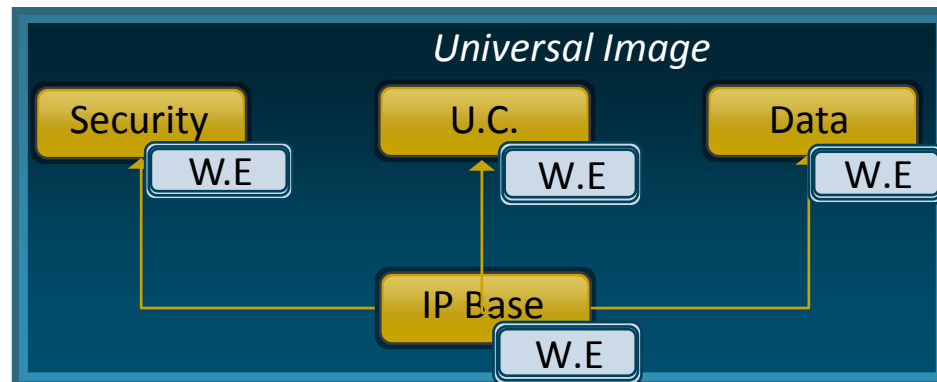 Universal Image
Security
U.C.
Data
W.E
W.E
W.E
IP Base
W.E